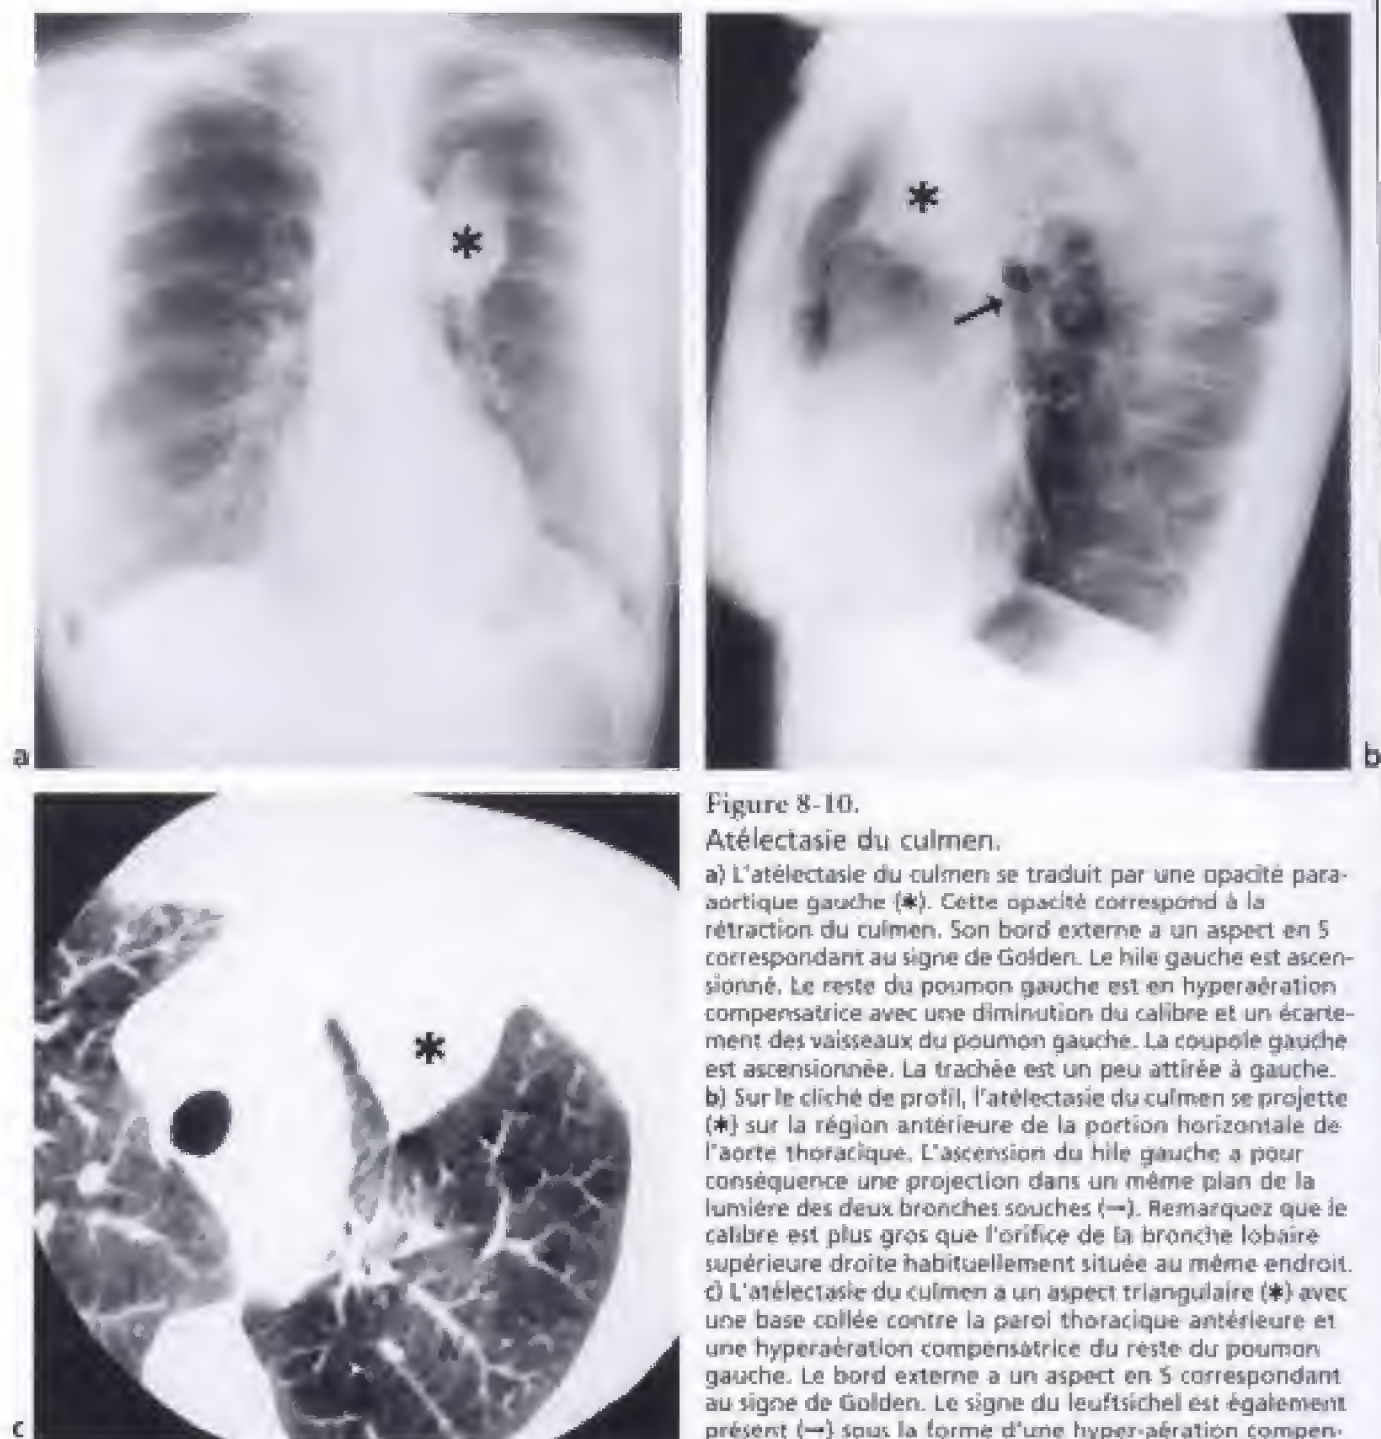 *
*
a
b
*
c
Figure 8-10.
Atélectasie du culmen.
a) L'atélectasie du culmen se traduit par une opacité para-
aortique gauche (*). Cette opacité correspond à la
rétraction du culmen. Son bord externe a un aspect en S
correspondant au signe de Golden. Le hile gauche est ascen-
sionné. Le reste du poumon gauche est en hyperaération
compensatrice avec une diminution du calibre et un écarte-
ment des vaisseaux du poumon gauche. La coupole gauche
est ascensionnée. La trachée est un peu attirée à gauche.
b) Sur le cliché de profil, l'atélectasie du culmen se projette
(*) sur la région antérieure de la portion horizontale de
l'aorte thoracique. L'ascension du hile gauche a pour
conséquence une projection dans un même plan de la
lumière des deux bronches souches (→). Remarquez que le
calibre est plus gros que l'orifice de la bronche lobaire
supérieure droite habituellement située au même endroit.
c) L'atélectasie du culmen a un aspect triangulaire (*) avec
une base collée contre la paroi thoracique antérieure et
une hyperaération compensatrice du reste du poumon
gauche. Le bord externe a un aspect en S correspondant
au signe de Golden. Le signe du leuftsichel est également
présent (→) sous la forme d'une hyper-aération compen-